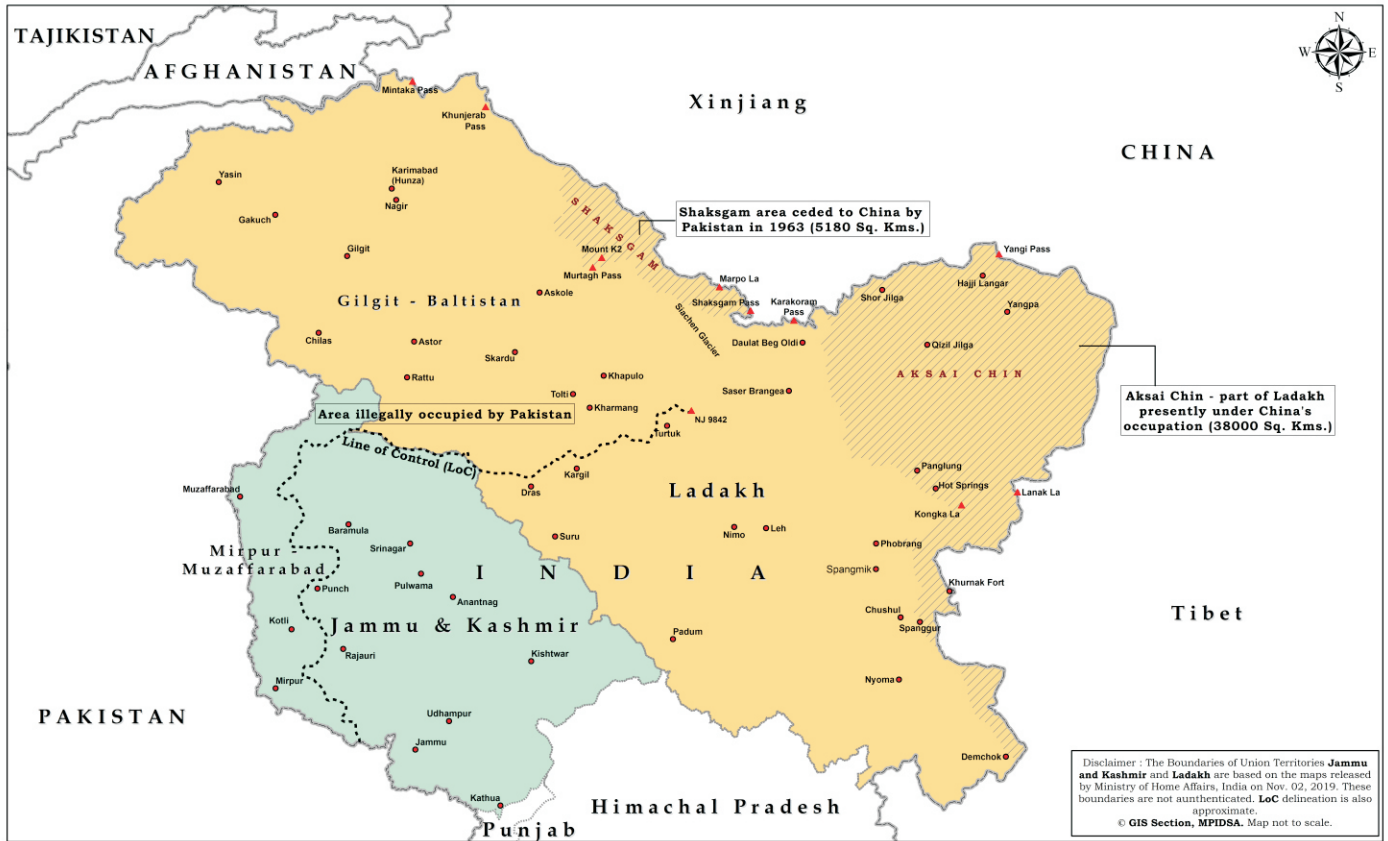 N
W
E
S
TAJIKISTAN
AFGHANISTAN
Mintaka Pass
Xinjiang
Khunjerab
Pass
CHINA
Yasin
Karimabad
(Hunza)
Nagir
Gakuch
SHAKSGAM
Shaksgam area ceded to China by
Pakistan in 1963 (5180 Sq. Kms.)
Gilgit
Mount K2
Murtagh Pass
Yangi Pass
Hajji Langar
Marpo La
Shor Jilga
Gilgit - Baltistan
Askole
Shaksgam Pass
Karakoram
Pass
Yangpa
Siachen Glacier
Chilas
Astor
Skardu
Daulat Beg Oldi
Qizil Jilga
AKSAI CHIN
Rattu
Khapulo
Tolti
Saser Brangea
Kharmang
Area illegally occupied by Pakistan
NJ 9842
Turtuk
Aksai Chin - part of Ladakh
presently under China's
occupation (38000 Sq. Kms.)
Line of Control (LoC)
Kargil
Dras
Panglung
Hot Springs
Lanak La
Kongka La
Ladakh
Muzaffarabad
Baramula
Srinagar
Suru
Nimo
Leh
Phobrang
Mirpur
Muzaffarabad
Pulwama
INDIA
Spangmik
Khurnak Fort
Punch
Anantnag
Chushul
Spanggur
Tibet
Kotli
Jammu & Kashmir
Padum
Rajauri
Kishtwar
Nyoma
Mirpur
PAKISTAN
Udhampur
Jammu
Demchok
Kathua
Himachal Pradesh
Punjab
Disclaimer : The Boundaries of Union Territories Jammu
and Kashmir and Ladakh are based on the maps released
by Ministry of Home Affairs, India on Nov. 02, 2019. These
boundaries are not aunthenticated. LoC delineation is also
approximate.
© GIS Section, MPIDSA. Map not to scale.